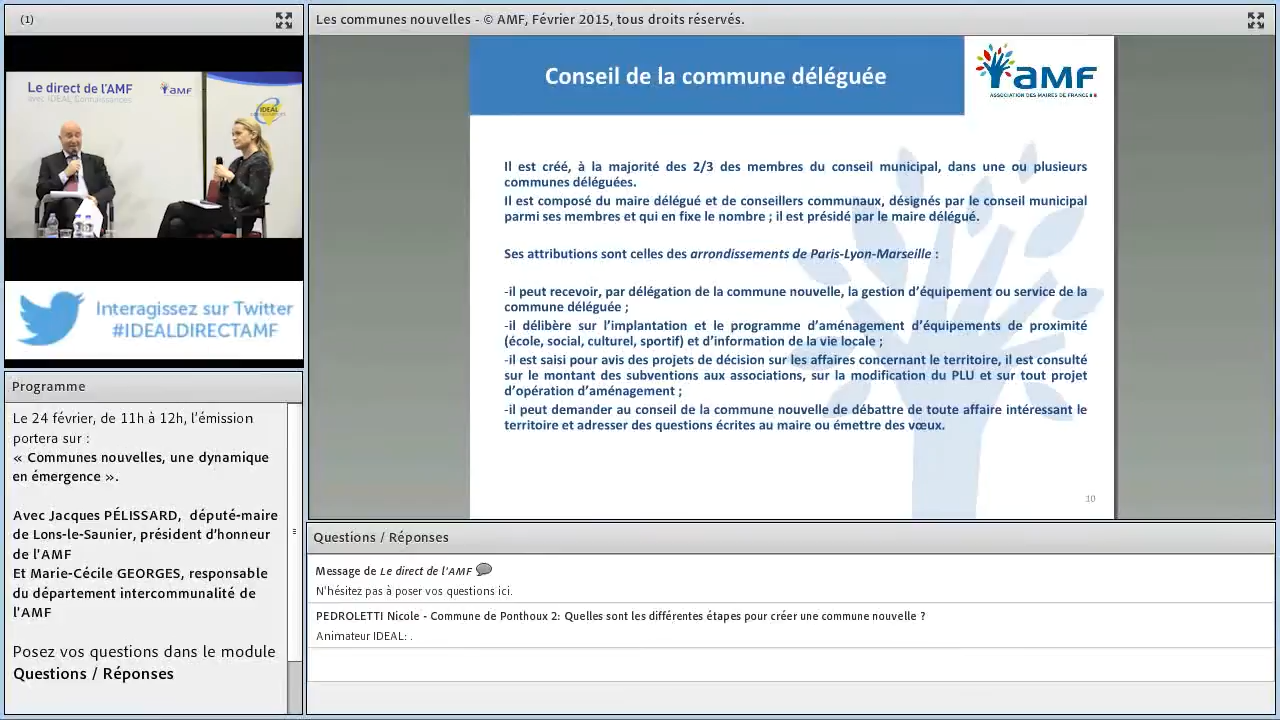 (1)
Le direct de l'AMF
avec IDEAL Connaissances
aMF
IDEAL
Interagissez sur Twitter
#IDEALDIRECTAMF
Programme
Le 24 février, de 11h à 12h, l'émission
portera sur :
« Communes nouvelles, une dynamique
en émergence ».
Avec Jacques PÉLISSARD, député-maire
de Lons-le-Saunier, président d'honneur
de l'AMF
Et Marie-Cécile GEORGES, responsable
du département intercommunalité de
l'AMF
Posez vos questions dans le module
Questions / Réponses
Les communes nouvelles - © AMF, Février 2015, tous droits réservés.
Conseil de la commune déléguée
aMF
ASSOCIATION DES MAIRES DE FRANCE
Il est créé, à la majorité des 2/3 des membres du conseil municipal, dans une ou plusieurs
communes déléguées.
Il est composé du maire délégué et de conseillers communaux, désignés par le conseil municipal
parmi ses membres et qui en fixe le nombre ; il est présidé par le maire délégué.
Ses attributions sont celles des arrondissements de Paris-Lyon-Marseille :
-il peut recevoir, par délégation de la commune nouvelle, la gestion d'équipement ou service de la
commune déléguée ;
-il délibère sur l'implantation et le programme d'aménagement d'équipements de proximité
(école, social, culturel, sportif) et d'information de la vie locale ;
-il est saisi pour avis des projets de décision sur les affaires concernant le territoire, il est consulté
sur le montant des subventions aux associations, sur la modification du PLU et sur tout projet
d'opération d'aménagement ;
-il peut demander au conseil de la commune nouvelle de débattre de toute affaire intéressant le
territoire et adresser des questions écrites au maire ou émettre des vœux.
10
Questions / Réponses
Message de Le direct de l'AMF
N'hésitez pas à poser vos questions ici.
PEDROLETTI Nicole - Commune de Ponthoux 2: Quelles sont les différentes étapes pour créer une commune nouvelle ?
Animateur IDEAL: .